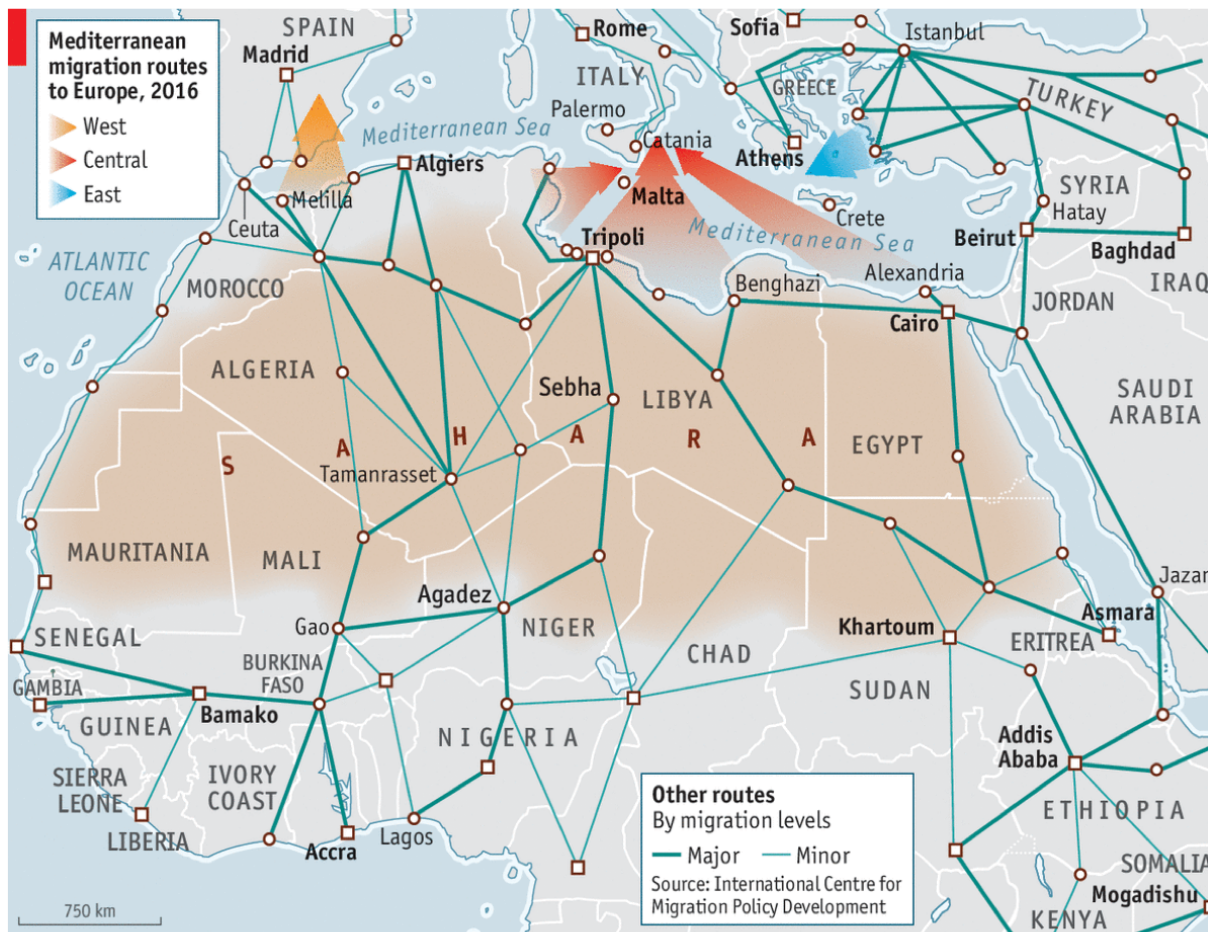 Mediterranean
migration routes
to Europe, 2016
West
Central
East
SPAIN
Madrid
Rome
ITALY
Sofia
Istanbul
GREECE
TURKEY
Palermo
Mediterranean Sea
Catania
Athens
Algiers
Melilla
Ceuta
Malta
Crete
SYRIA
Hatay
Beirut
Baghdad
IRAQ
ATLANTIC
OCEAN
MOROCCO
Tripoli
Mediterranean Sea
Benghazi
Alexandria
Cairo
JORDAN
ALGERIA
Sebha
LIBYA
EGYPT
SAUDI
ARABIA
S A H A R A
Tamanrasset
MAURITANIA
MALI
Agadez
NIGER
Gao
CHAD
Khartoum
SUDAN
ERITREA
Asmara
Jazan
SENEGAL
GAMBIA
BURKINA
FASO
Bamako
GUINEA
NIGERIA
SIERRA
LEONE
IVORY
COAST
LIBERIA
Accra
Lagos
Addis
Ababa
ETHIOPIA
SOMALIA
Mogadishu
KENYA
Other routes
By migration levels
Major Minor
Source: International Centre for
Migration Policy Development
750 km